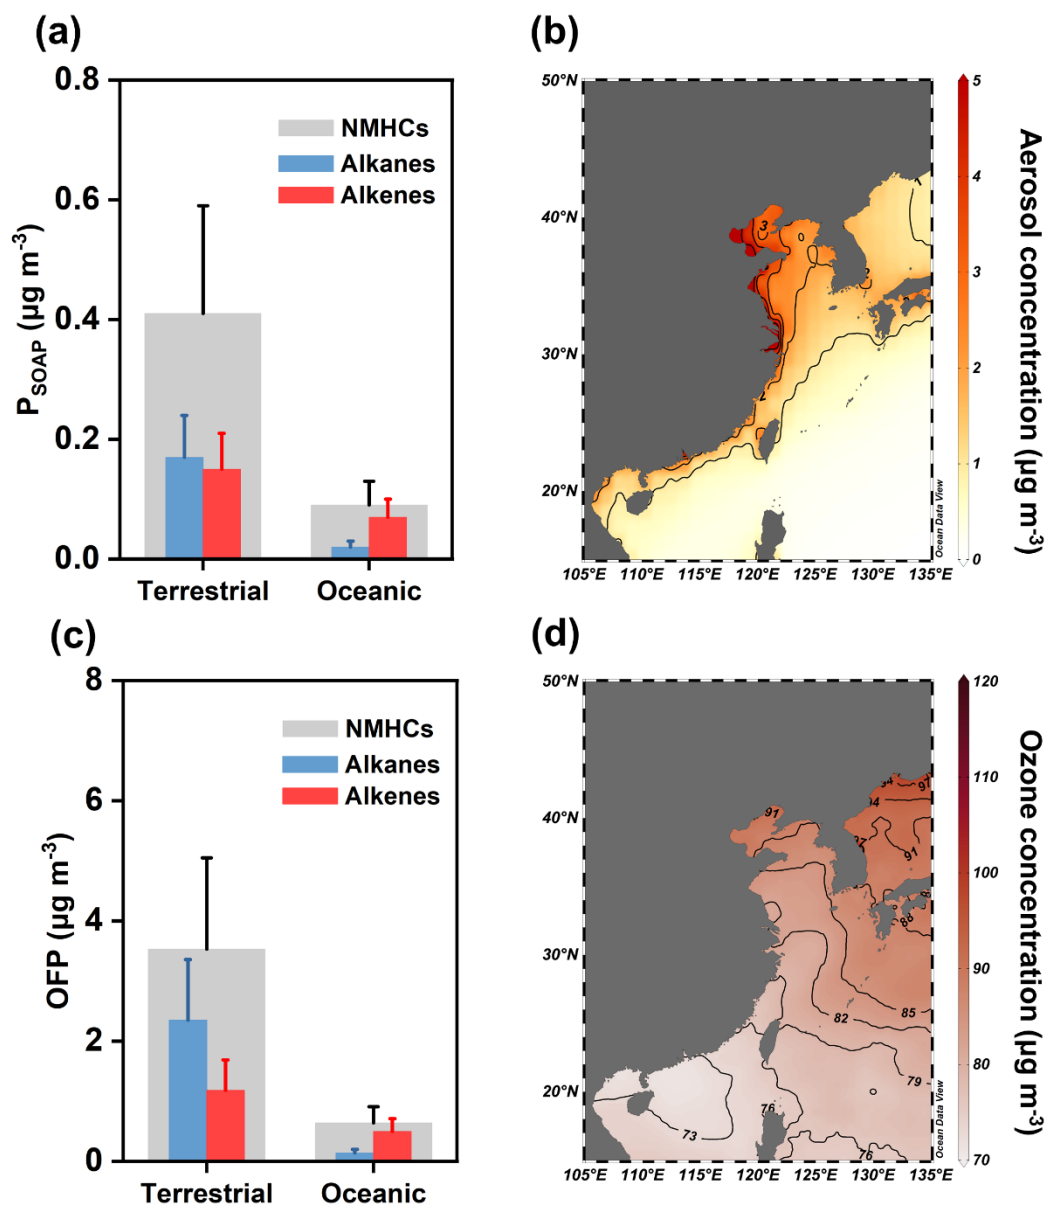 (a)
0.8
0.6
0.4
0.2
0.0
P_SOAP (µg m⁻³)
NMHCs
Alkanes
Alkenes
Terrestrial Oceanic
(b)
50°N
40°N
30°N
20°N
105°E 110°E 115°E 120°E 125°E 130°E 135°E
3
0
1
2
Ocean Data View
5
4
3
2
1
0
Aerosol concentration (µg m⁻³)
(c)
8
6
4
2
0
OFP (µg m⁻³)
NMHCs
Alkanes
Alkenes
Terrestrial Oceanic
(d)
50°N
40°N
30°N
20°N
105°E 110°E 115°E 120°E 125°E 130°E 135°E
97
91
91
88
85
82
79
76
73
76
Ocean Data View
120
110
100
90
80
70
Ozone concentration (µg m⁻³)